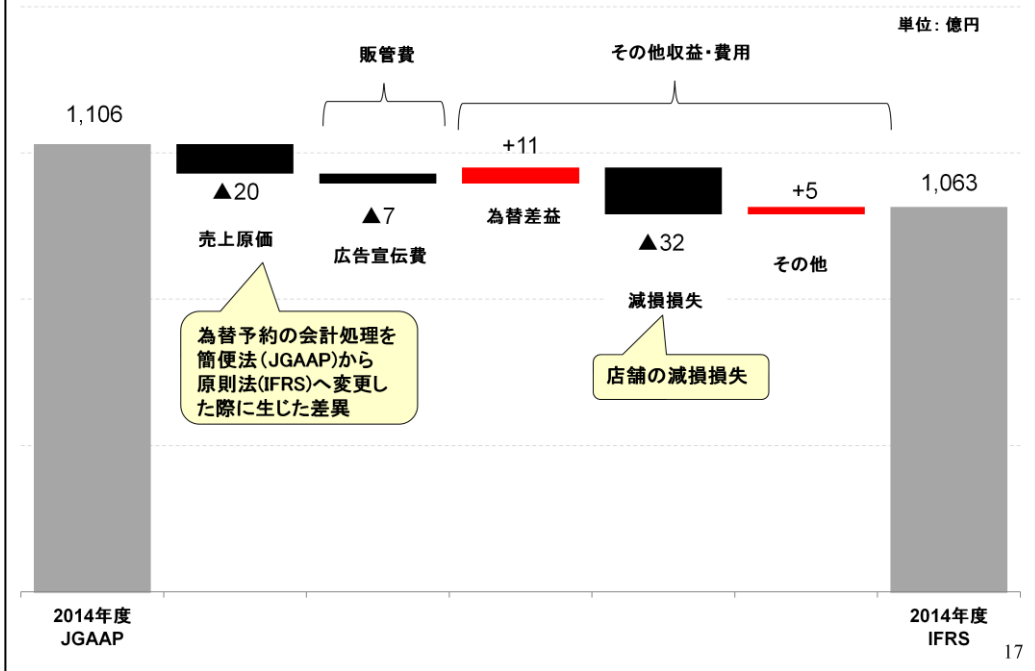 単位: 億円
販管費
その他収益・費用
1,106
▲20
売上原価
▲7
広告宣伝費
+11
為替差益
▲32
減損損失
+5
その他
1,063
為替予約の会計処理を
簡便法(JGAAP)から
原則法(IFRS)へ変更し
た際に生じた差異
店舗の減損損失
2014年度
JGAAP
2014年度
IFRS
17